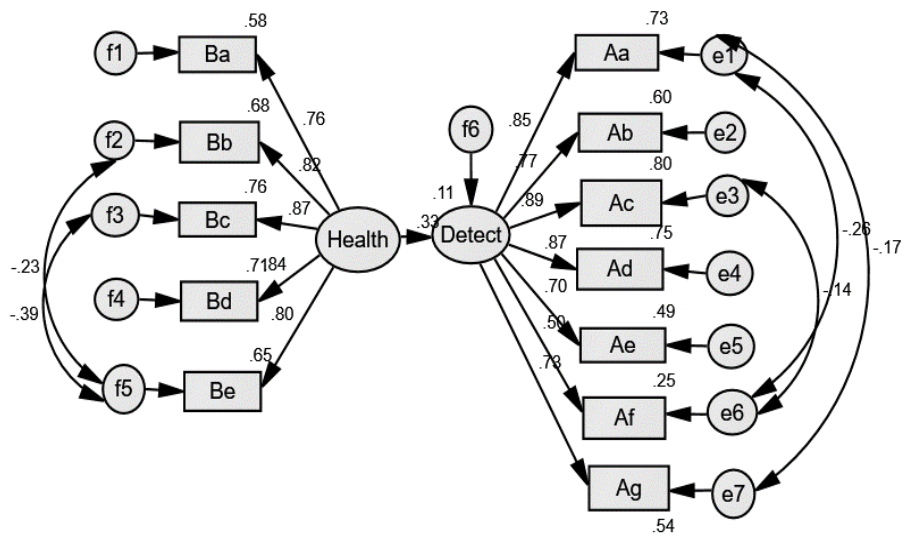 .58
.73
f1
Ba
Aa
e1
.76
.68
.60
f2
Bb
.82
f6
.85
Ab
e2
.77
.80
.76
.11
.89
f3
Bc
.87
Ac
e3
Health
.33
Detect
.75
-.26
-.17
-.23
.71
84
.87
Ad
e4
.70
-.14
-.39
f4
Bd
.80
.50
.49
Ae
e5
.65
.73
f5
Be
.25
Af
e6
Ag
e7
.54